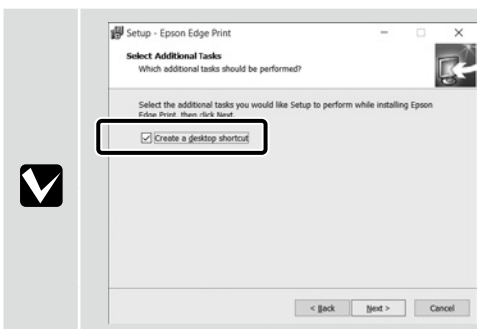 Setup - Epson Edge Print
Select Additional Tasks
Which additional tasks should be performed?
Select the additional tasks you would like Setup to perform while installing Epson
Edge Print, then click Next.
Create a desktop shortcut
< Back Next > Cancel